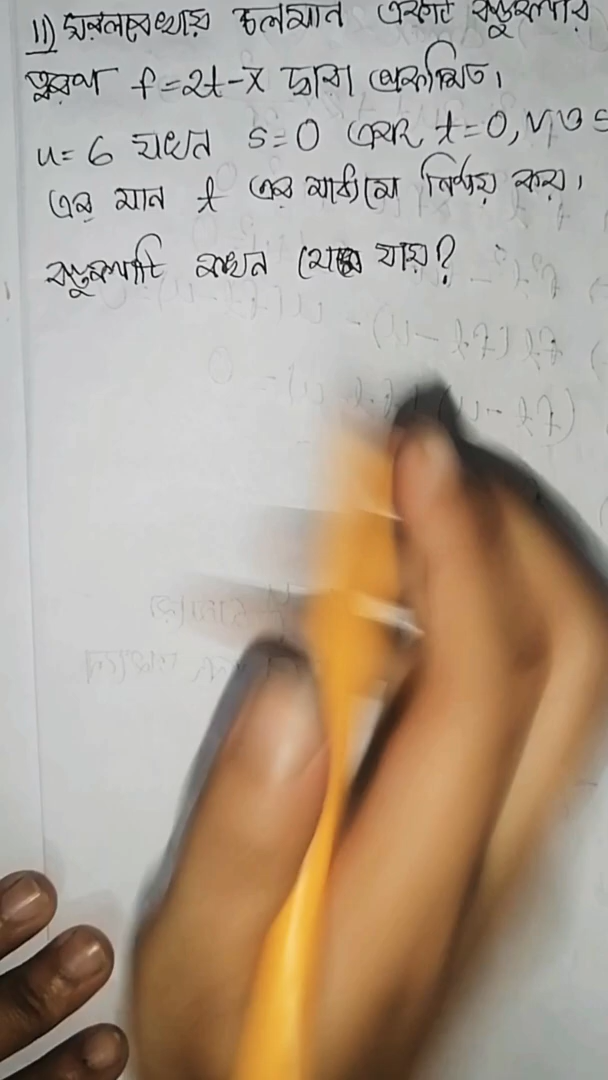 11) সরলরেখায় চলমান একটি বস্তুকণার
ত্বরণ f=2t-x দ্বারা প্রকাশিত।
u= 6 যখন s=0 এবং t=0, v ও s
এর মান t এর মাধ্যমে নির্ণয় কর।
বস্তুকণাটি কখন থেমে যায়?